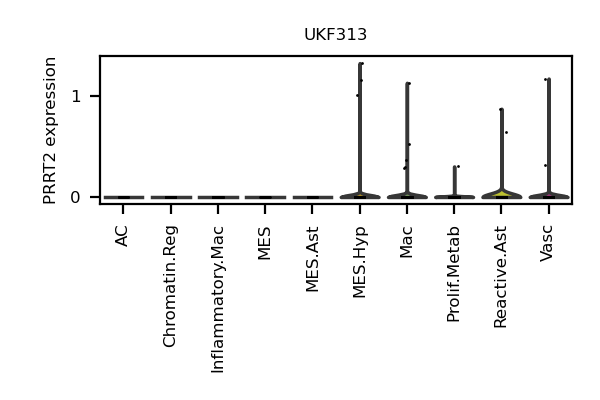 UKF313
PRRT2 expression
1
0
AC
Chromatin.Reg
Inflammatory.Mac
MES
MES.Ast
MES.Hyp
Mac
Prolif.Metab
Reactive.Ast
Vasc